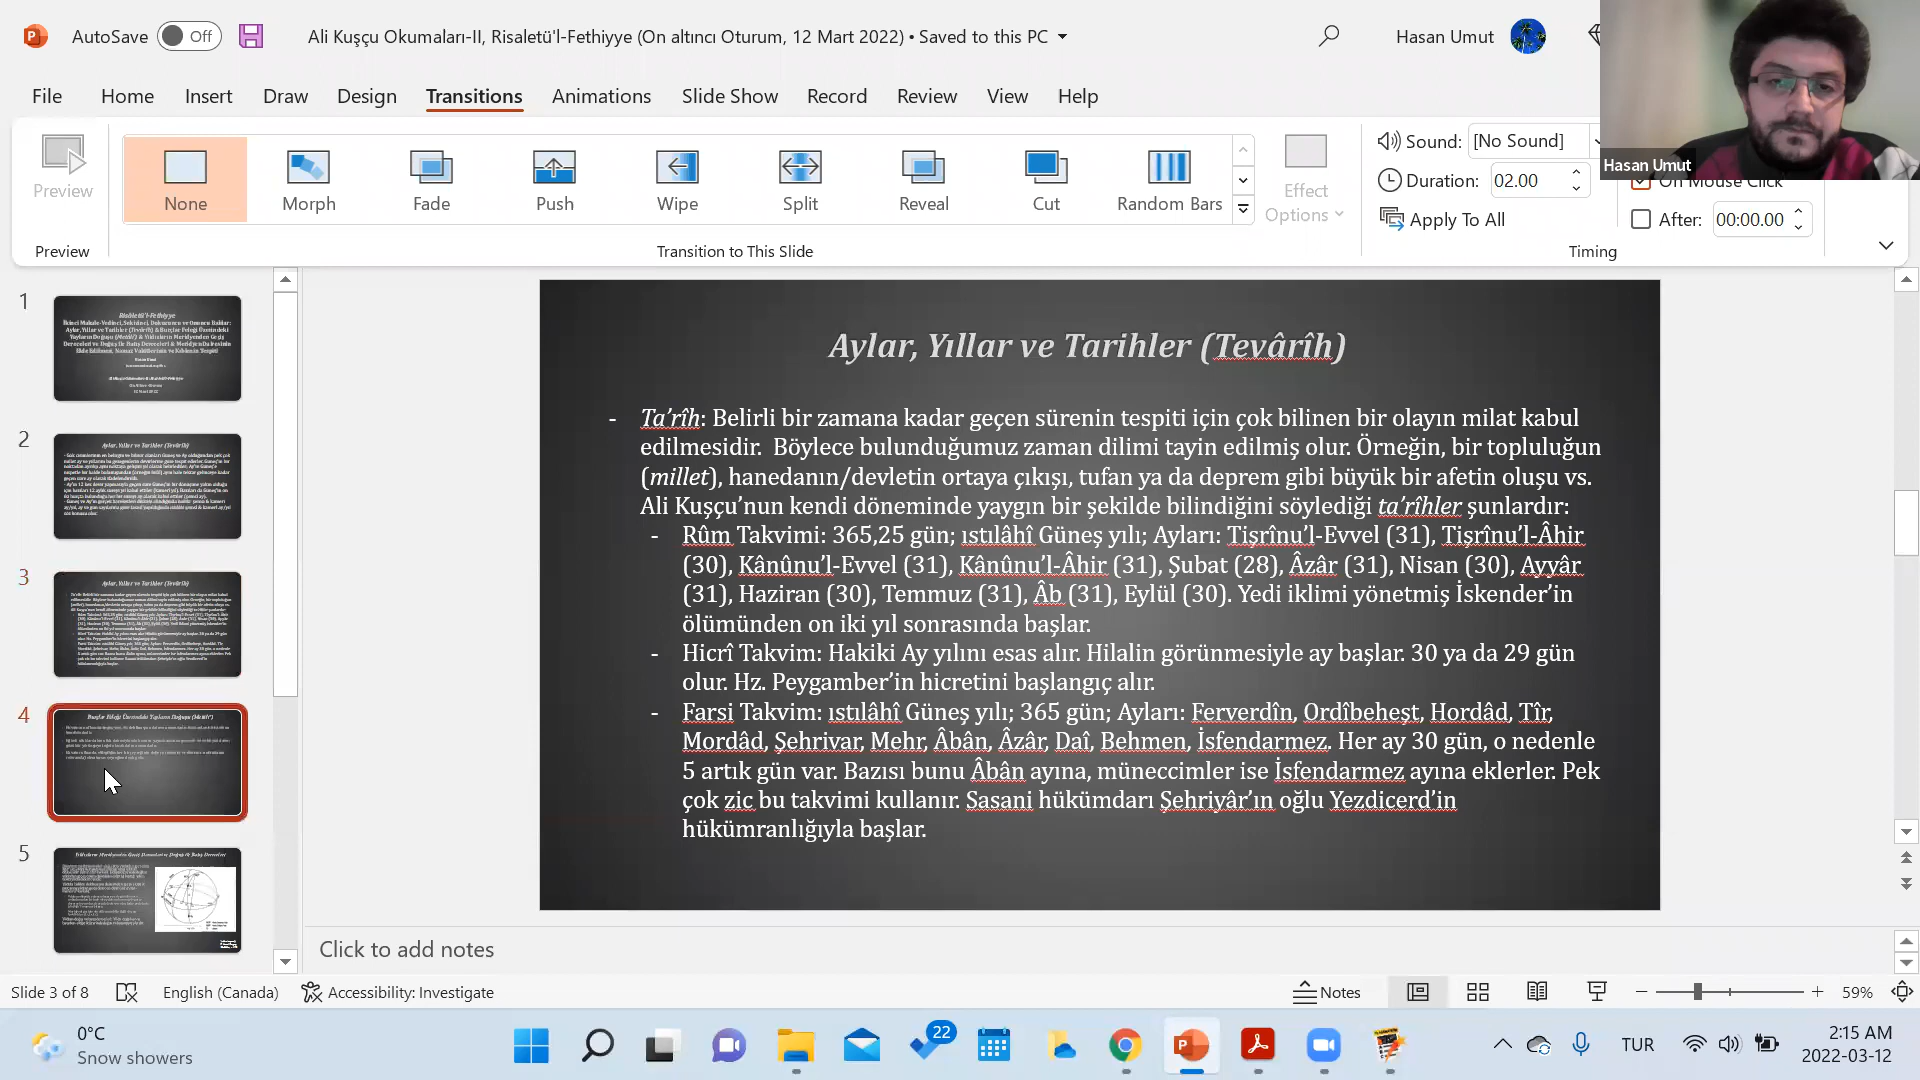 AutoSave Off Ali Kuşçu Okumaları-II, Risaletü'l-Fethiyye (On altıncı Oturum, 12 Mart 2022) • Saved to this PC Hasan Umut
File Home Insert Draw Design Transitions Animations Slide Show Record Review View Help
Preview
None Morph Fade Push Wipe Split Reveal Cut Random Bars
Effect Options
Sound: [No Sound]
Duration: 02.00
Apply To All
On Mouse Click
After: 00:00.00
Preview Transition to This Slide Timing
Hasan Umut
1
2
3
4
5
Aylar, Yıllar ve Tarihler (Tevârîh)
- Ta'rîh: Belirli bir zamana kadar geçen sürenin tespiti için çok bilinen bir olayın milat kabul
edilmesidir. Böylece bulunduğumuz zaman dilimi tayin edilmiş olur. Örneğin, bir topluluğun
(millet), hanedanın/devletin ortaya çıkışı, tufan ya da deprem gibi büyük bir afetin oluşu vs.
Ali Kuşçu'nun kendi döneminde yaygın bir şekilde bilindiğini söylediği ta'rîhler şunlardır:
- Rûm Takvimi: 365,25 gün; ıstılâhî Güneş yılı; Ayları: Tişrînu'l-Evvel (31), Tişrînu'l-Âhir
(30), Kânûnu'l-Evvel (31), Kânûnu'l-Âhir (31), Şubat (28), Âzâr (31), Nisan (30), Ayyâr
(31), Haziran (30), Temmuz (31), Âb (31), Eylül (30). Yedi iklimi yönetmiş İskender'in
ölümünden on iki yıl sonrasında başlar.
- Hicrî Takvim: Hakiki Ay yılını esas alır. Hilalin görünmesiyle ay başlar. 30 ya da 29 gün
olur. Hz. Peygamber'in hicretini başlangıç alır.
- Farsi Takvim: ıstılâhî Güneş yılı; 365 gün; Ayları: Ferverdîn, Ordîbeheşt, Hordâd, Tîr,
Mordâd, Şehrivar, Mehr, Âbân, Âzâr, Daî, Behmen, İsfendarmez. Her ay 30 gün, o nedenle
5 artık gün var. Bazısı bunu Âbân ayına, müneccimler ise İsfendarmez ayına eklerler. Pek
çok zic bu takvimi kullanır. Sasani hükümdarı Şehriyâr'ın oğlu Yezdicerd'in
hükümranlığıyla başlar.
Click to add notes
Slide 3 of 8 English (Canada) Accessibility: Investigate Notes 59%
0°C
Snow showers
22
TUR
2:15 AM
2022-03-12